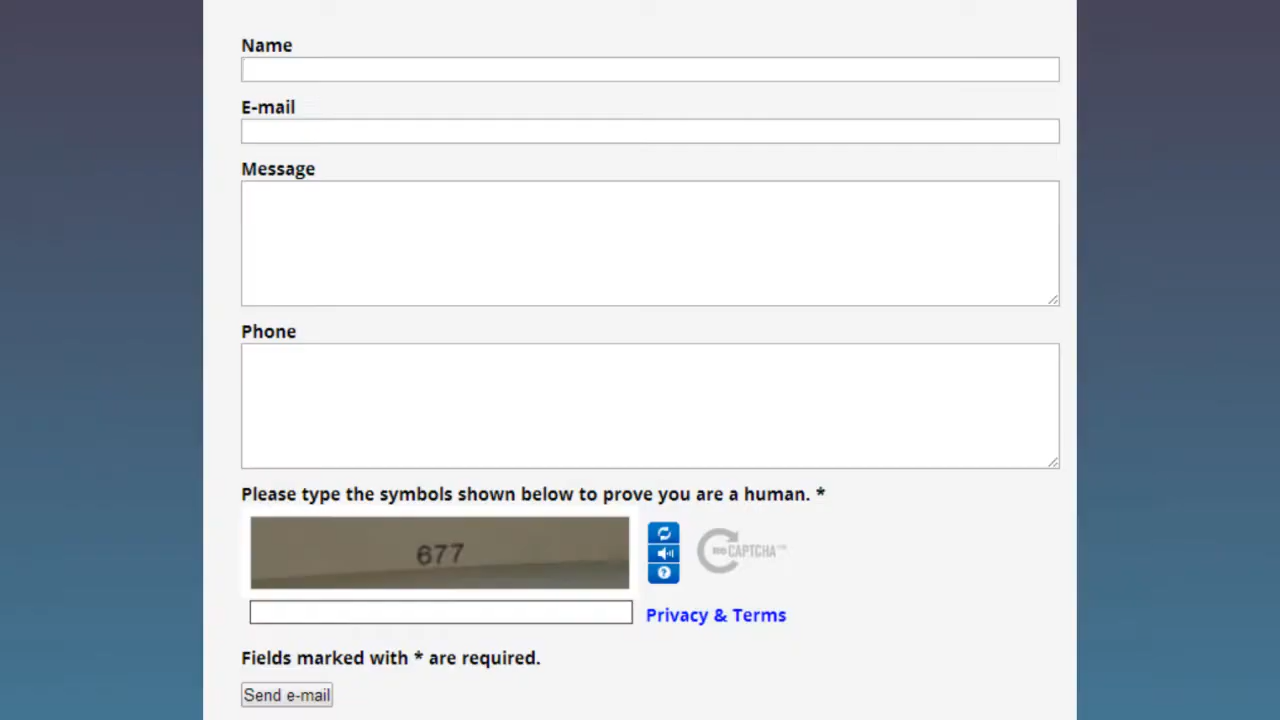 Name
E-mail
Message
Phone
Please type the symbols shown below to prove you are a human. *
677
reCAPTCHA™
Privacy & Terms
Fields marked with * are required.
Send e-mail